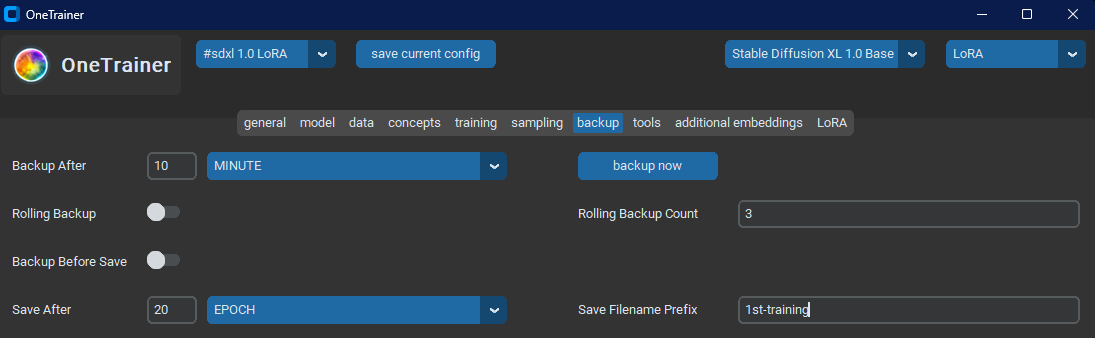 OneTrainer
OneTrainer
#sdxl 1.0 LoRA
save current config
Stable Diffusion XL 1.0 Base
LoRA
general model data concepts training sampling backup tools additional embeddings LoRA
Backup After 10 MINUTE backup now
Rolling Backup Rolling Backup Count 3
Backup Before Save
Save After 20 EPOCH Save Filename Prefix 1st-training